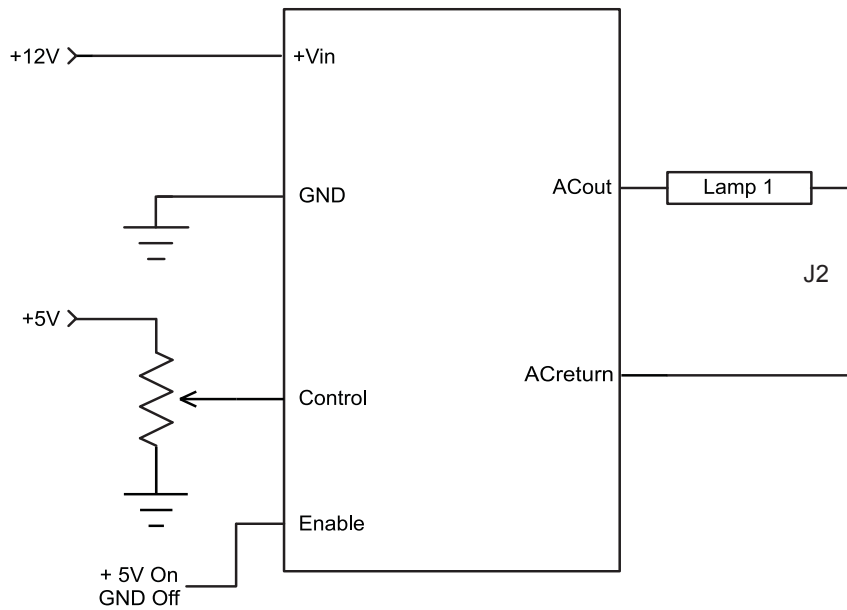 +12V
+Vin
GND
ACout
Lamp 1
J2
+5V
ACreturn
Control
Enable
+ 5V On
GND Off